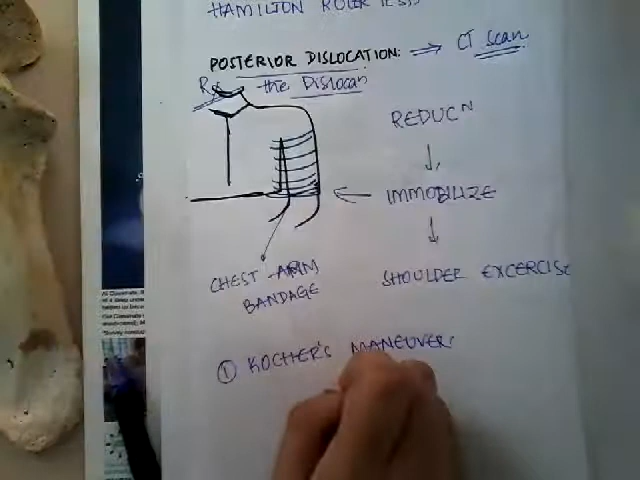 HAMILTON RULER TEST
POSTERIOR DISLOCATION: ⟹ CT Scan
Rx the Dislocan
REDUCN
IMMOBILIZE
CHEST-ARM
BANDAGE
SHOULDER EXCERCISE
① KOCHER'S MANEUVER: